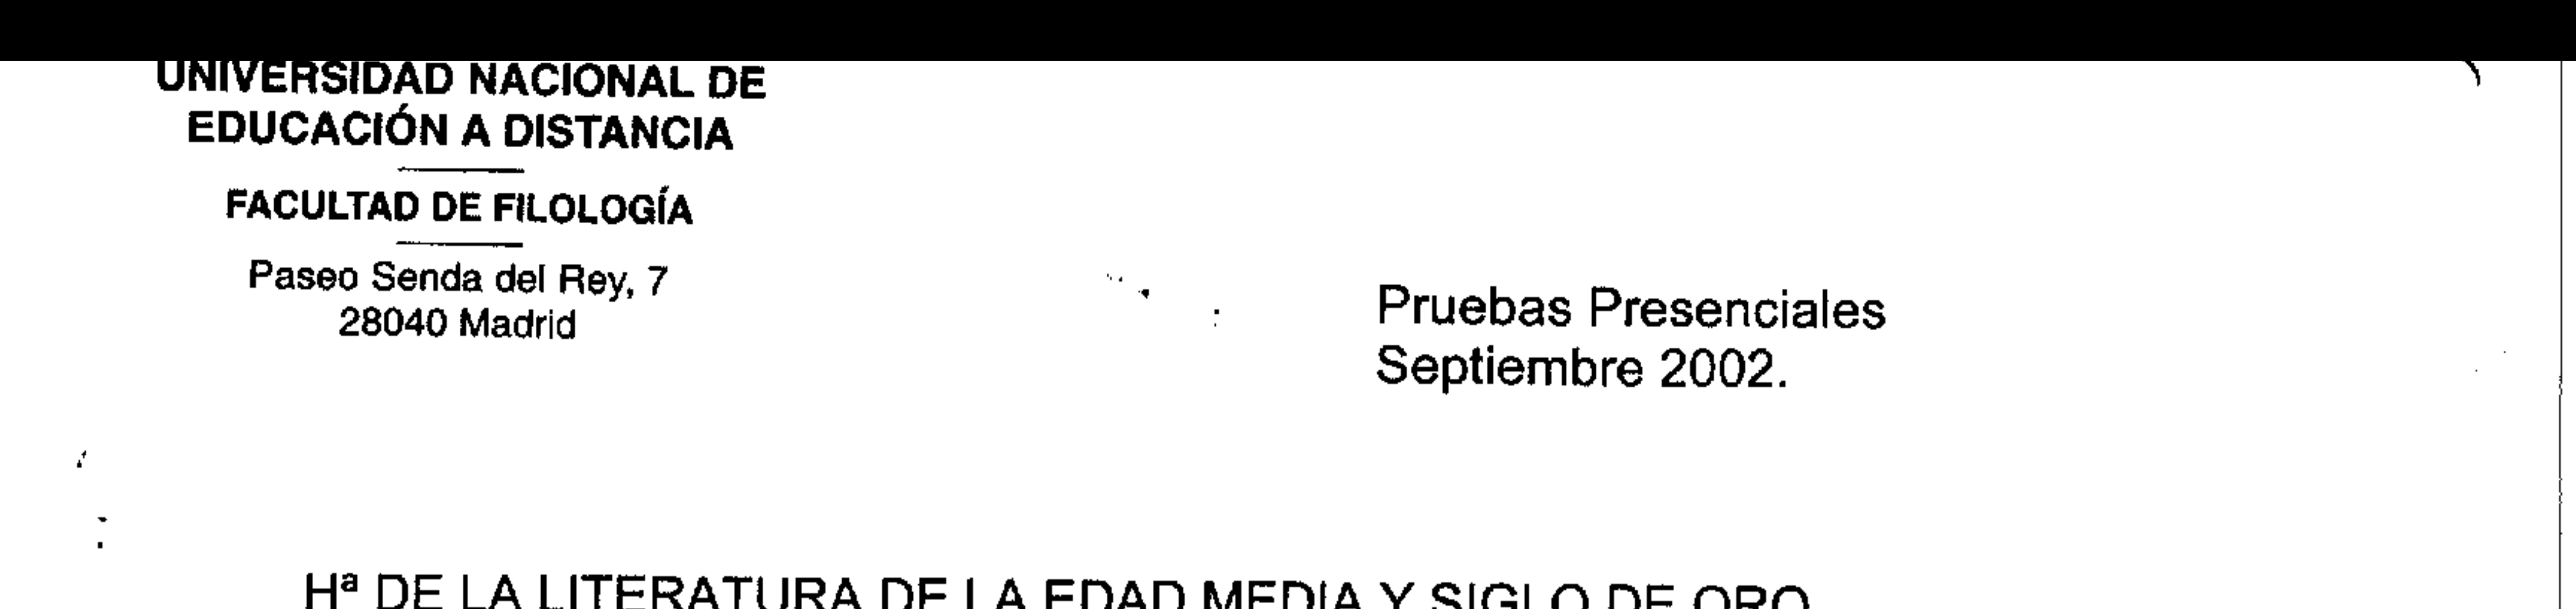 UNIVERSIDAD NACIONAL DE
EDUCACIÓN A DISTANCIA
FACULTAD DE FILOLOGÍA
Paseo Senda del Rey, 7
28040 Madrid
Pruebas Presenciales
Septiembre 2002.
Hª DE LA LITERATURA DE LA EDAD MEDIA Y SIGLO DE ORO